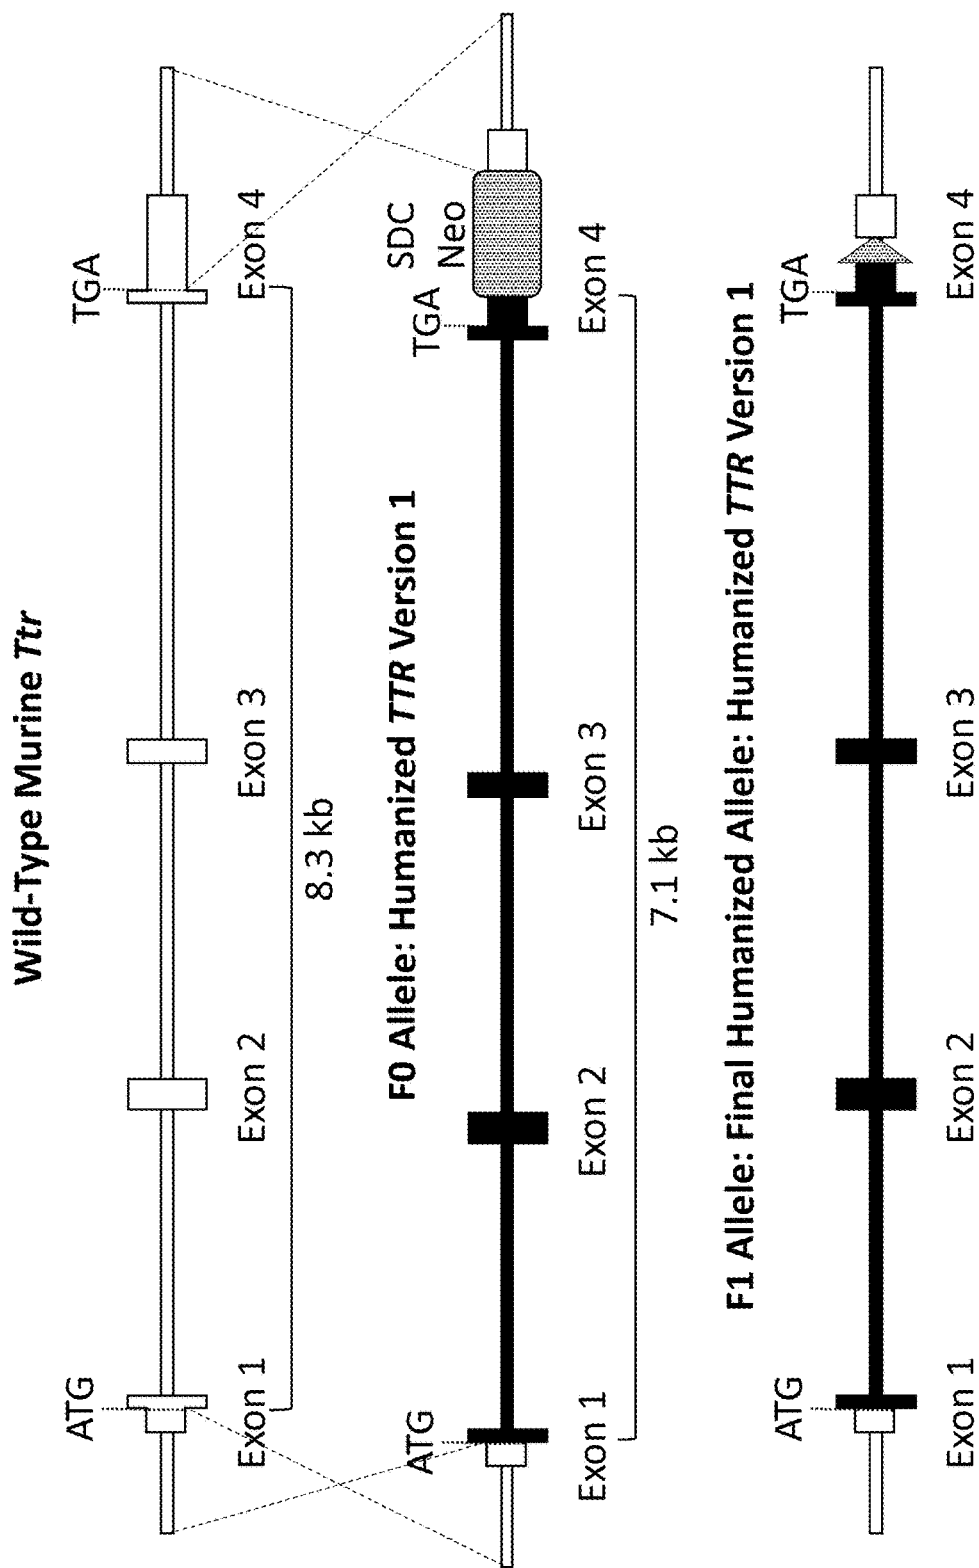 Wild-Type Murine Ttr
ATG
TGA
Exon 1
Exon 2
Exon 3
Exon 4
8.3 kb
F0 Allele: Humanized TTR Version 1
SDC
Neo
ATG
TGA
Exon 1
Exon 2
Exon 3
Exon 4
7.1 kb
F1 Allele: Final Humanized Allele: Humanized TTR Version 1
ATG
TGA
Exon 1
Exon 2
Exon 3
Exon 4